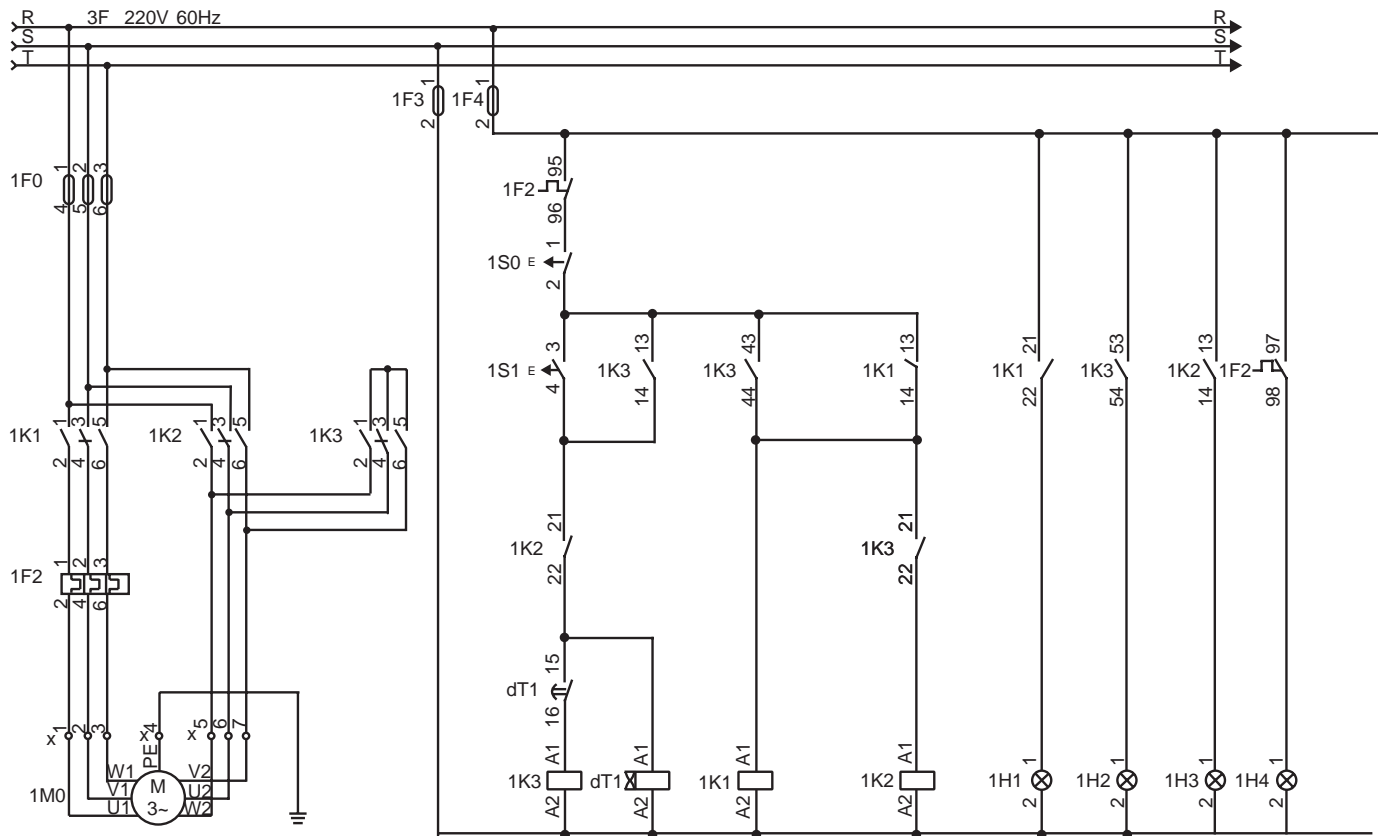 R 3F 220V 60Hz R
S S
T T
1F3 1 2
1F4 1 2
1F0 1 2 3
4 5 6
1F2 95 96
1S0 E 1 2
1S1 E 3 4
1K3 13 14
1K3 43 44
1K1 13 14
1K1 21 22
1K3 53 54
1K2 13 14
1F2 97 98
1K1 1 3 5
2 4 6
1K2 1 3 5
2 4 6
1K3 1 3 5
2 4 6
1K2 21 22
1K3 21 22
1F2 1 2 3
2 4 6
dT1 15 16
x 1 2 3 x 4 x 5 6 7
PE
W1 M V2
V1 3~ U2
U1 W2
1M0
1K3 A1 A2
dT1 A1 A2
1K1 A1 A2
1K2 A1 A2
1H1 1 2
1H2 1 2
1H3 1 2
1H4 1 2